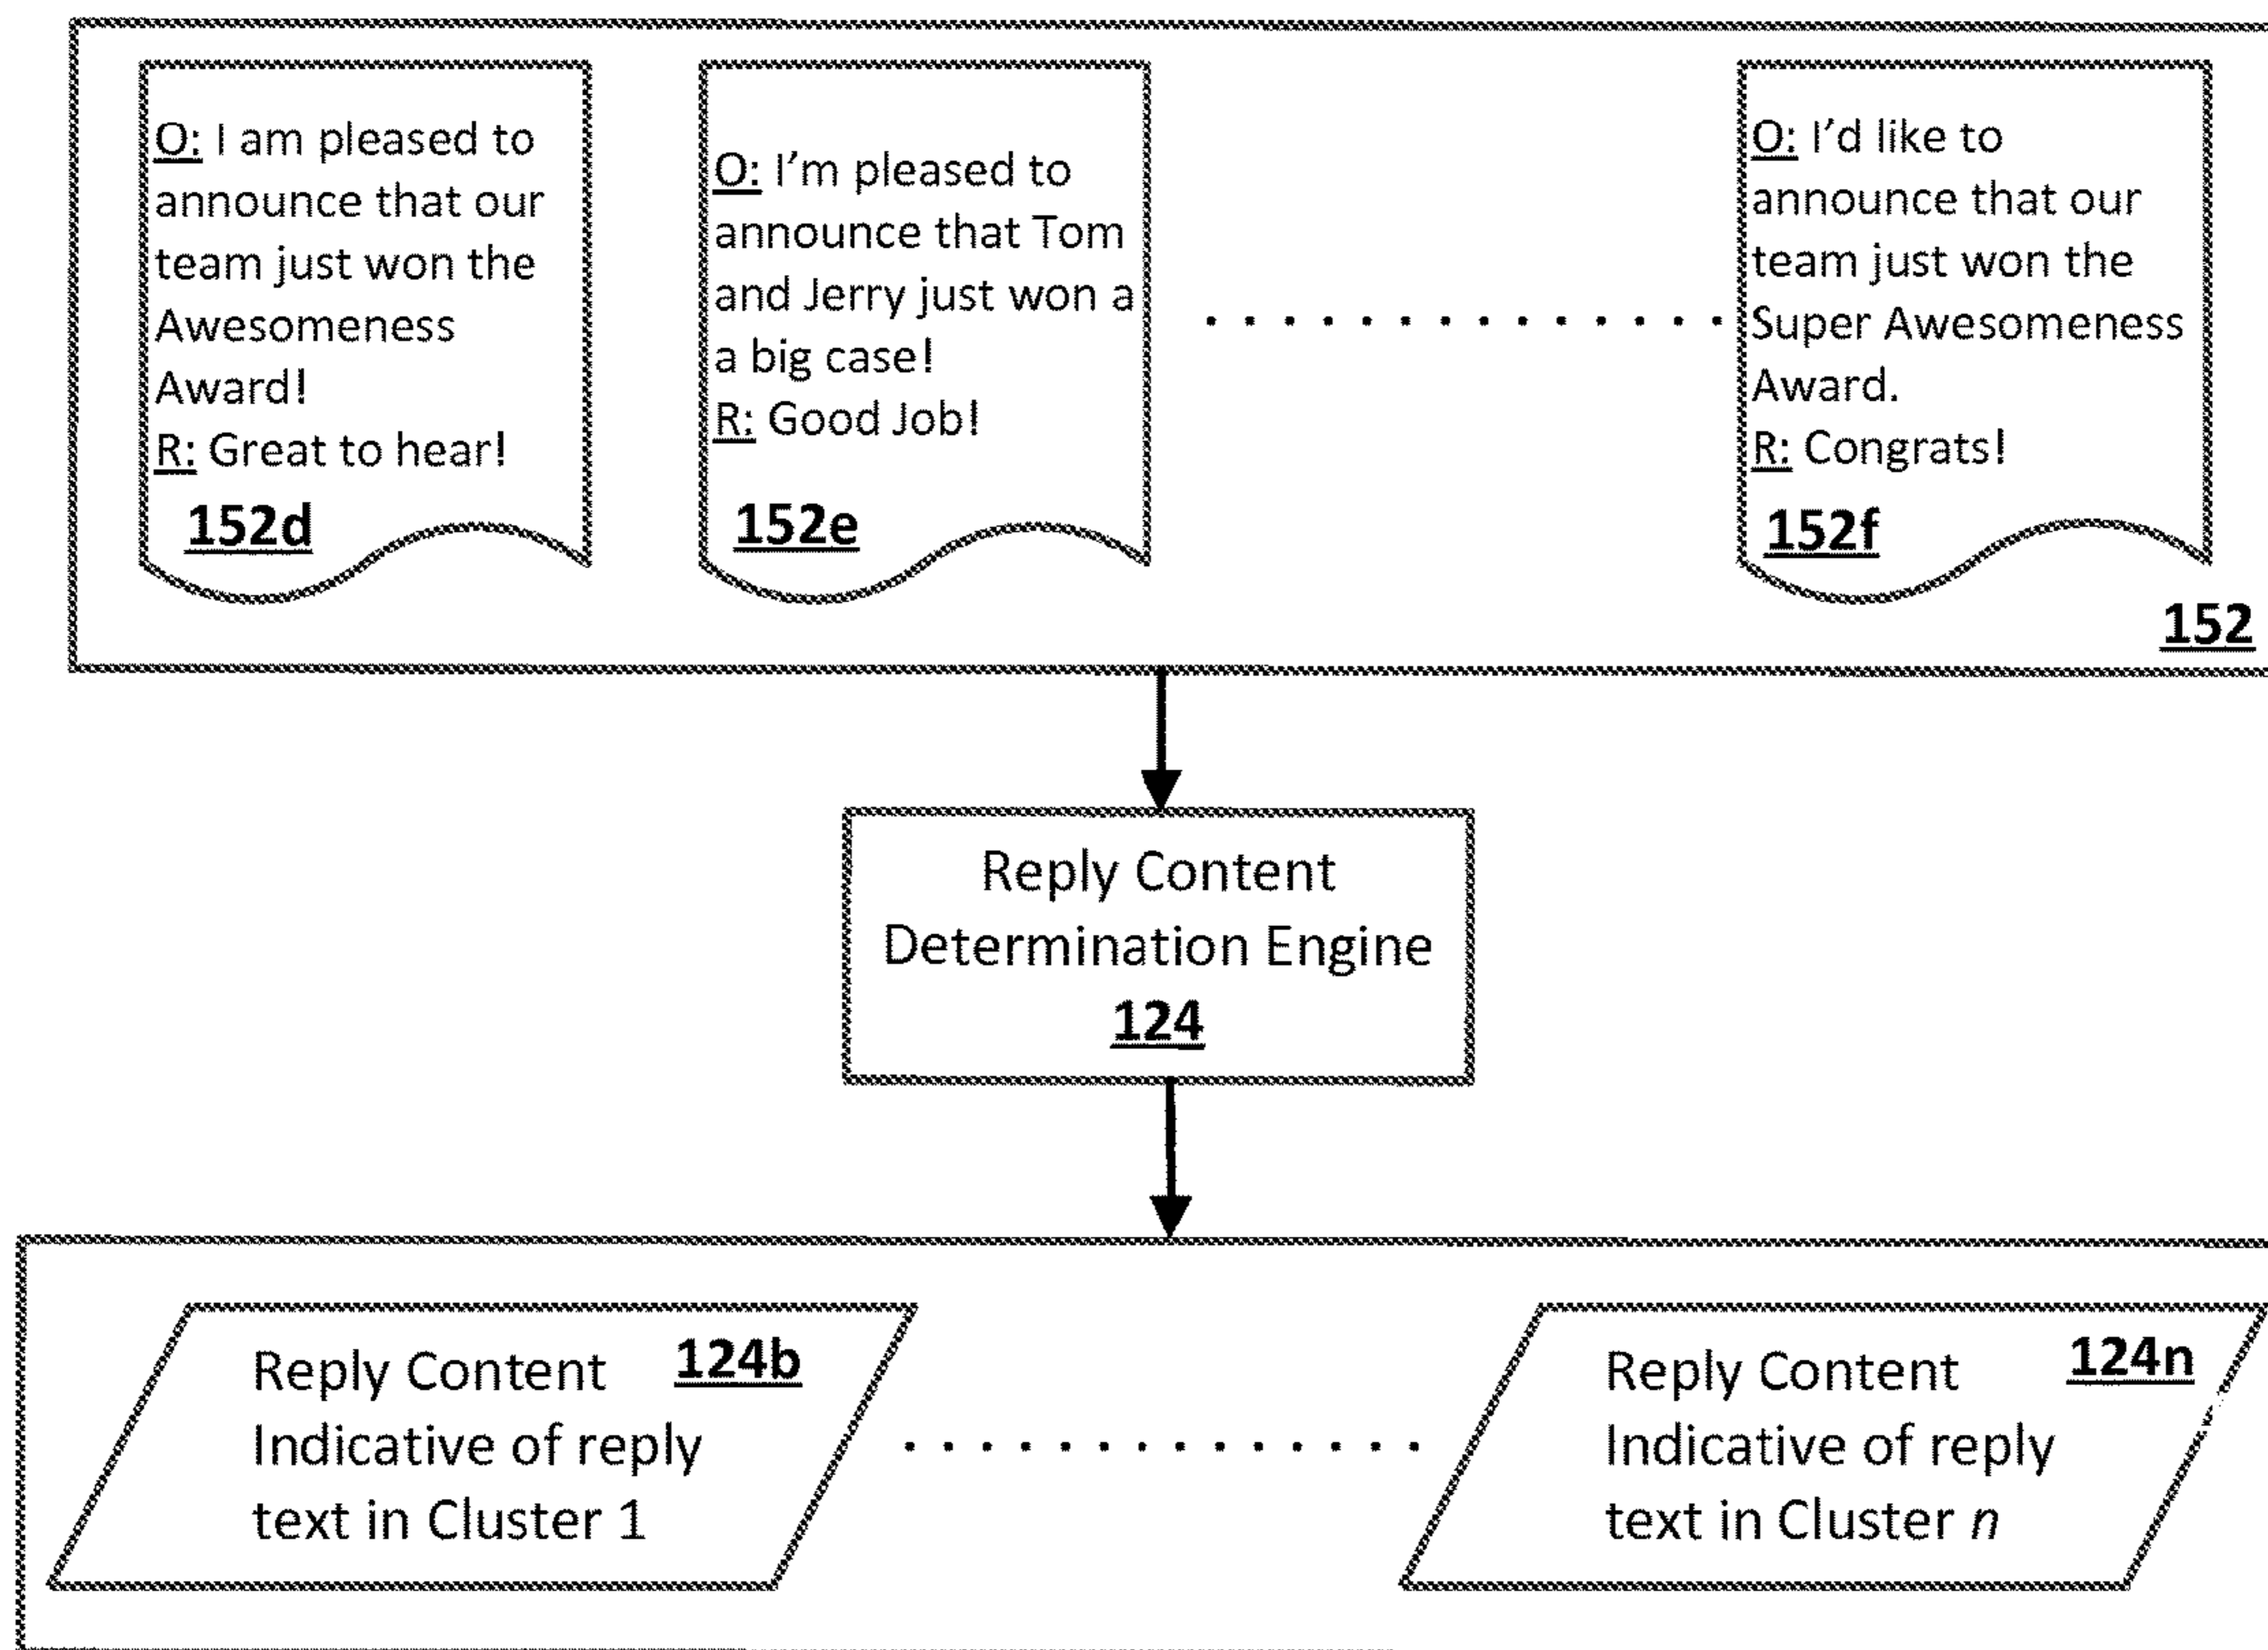 O: I am pleased to
announce that our
team just won the
Awesomeness
Award!
R: Great to hear!
152d
O: I'm pleased to
announce that Tom
and Jerry just won a
a big case!
R: Good Job!
152e
O: I'd like to
announce that our
team just won the
Super Awesomeness
Award.
R: Congrats!
152f
152
Reply Content
Determination Engine
124
Reply Content 124b
Indicative of reply
text in Cluster 1
Reply Content 124n
Indicative of reply
text in Cluster n